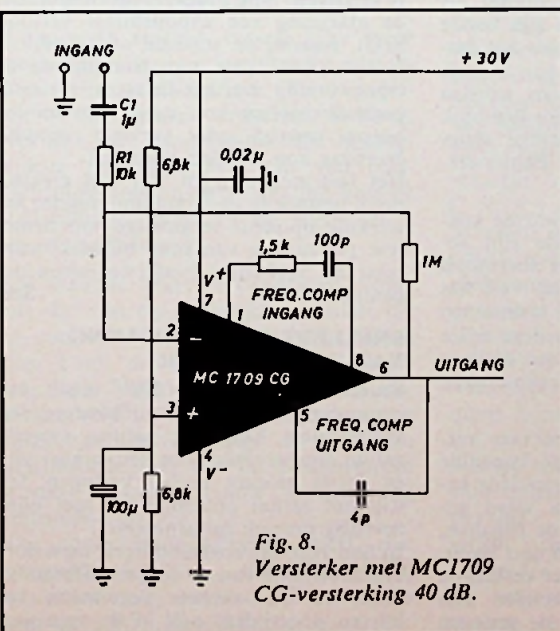 INGANG
+ 30V
C1
1µ
R1
10k
6,8k
0,02µ
1,5 k
100p
1M
V+
7
1
FREQ. COMP
INGANG
8
2
−
MC 1709 CG
6
UITGANG
3
+
5
FREQ. COMP
UITGANG
4
V−
100µ
6,8k
4p
Fig. 8.
Versterker met MC1709
CG-versterking 40 dB.